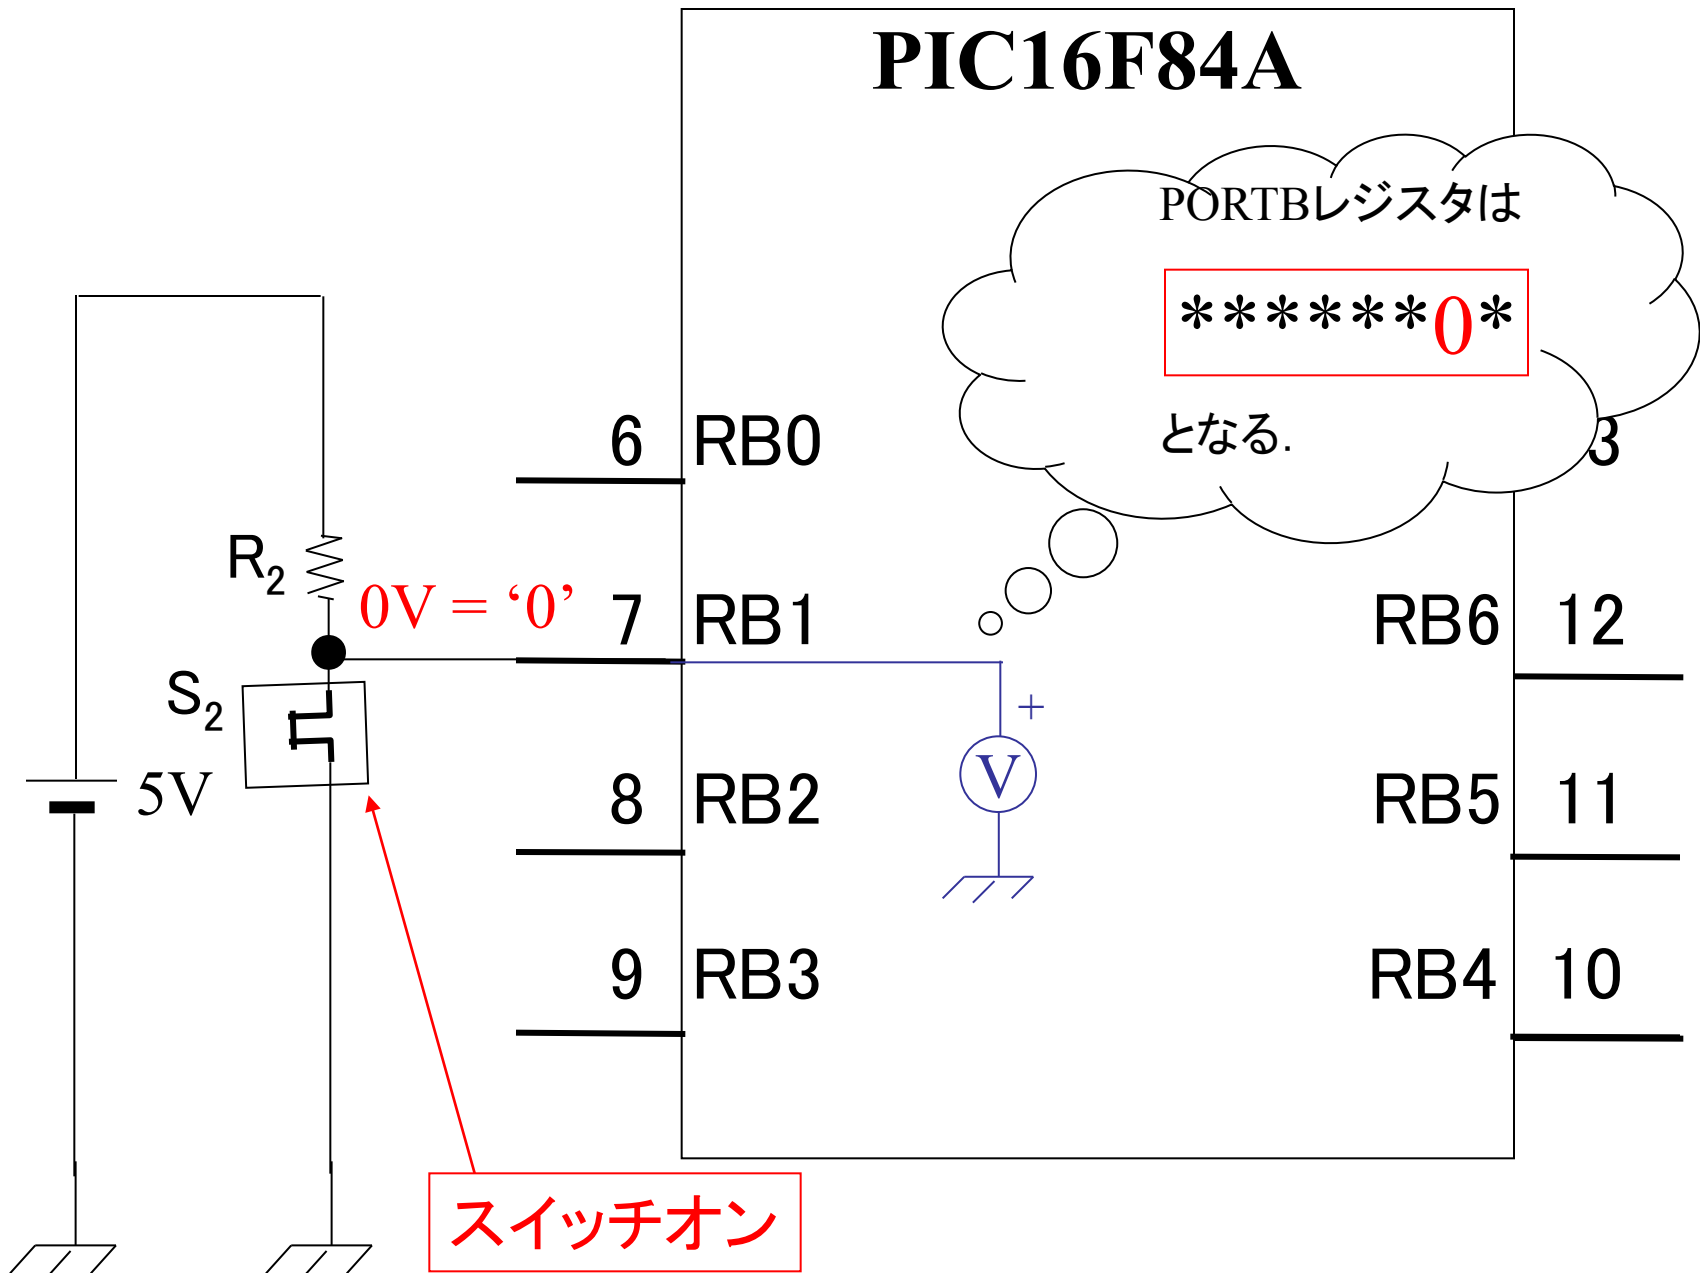 PIC16F84A
PORTBレジスタは
******0*
となる.
6 RB0
3
R2
0V = ‘0’
7 RB1
RB6 12
S2
+
V
5V
8 RB2
RB5 11
9 RB3
RB4 10
スイッチオン